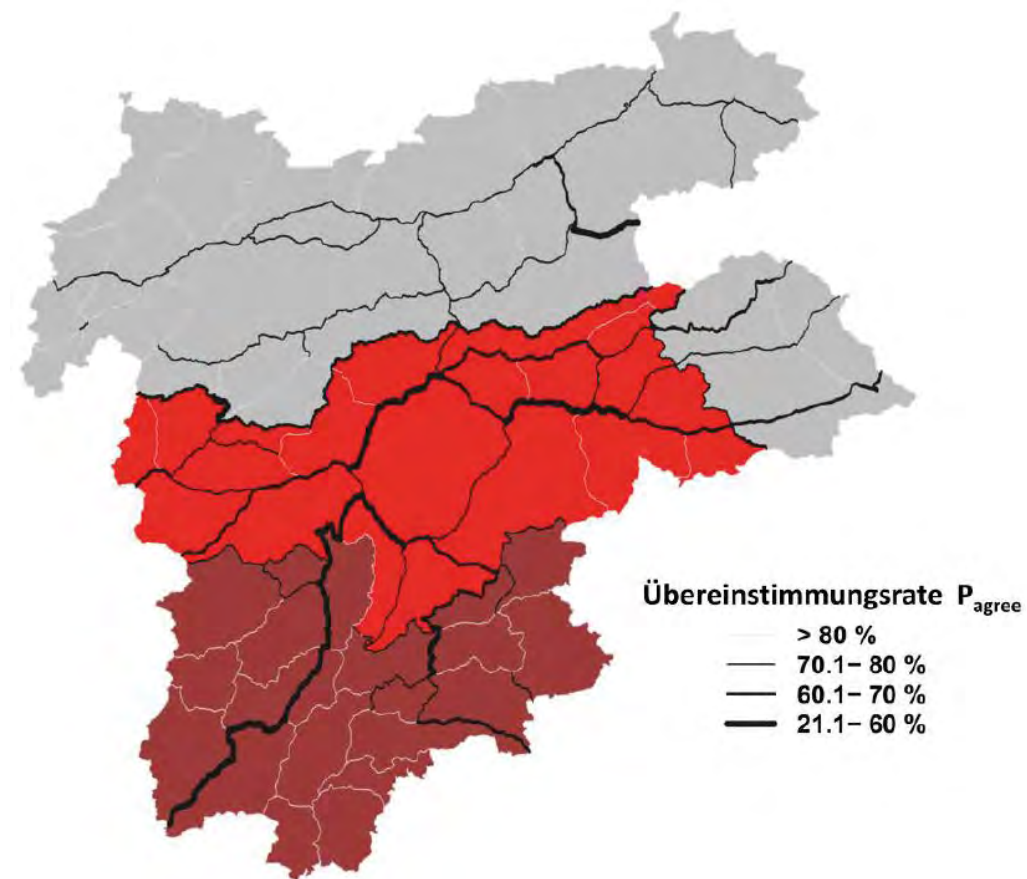 Übereinstimmungsrate Pagree
> 80 %
70.1– 80 %
60.1– 70 %
21.1– 60 %